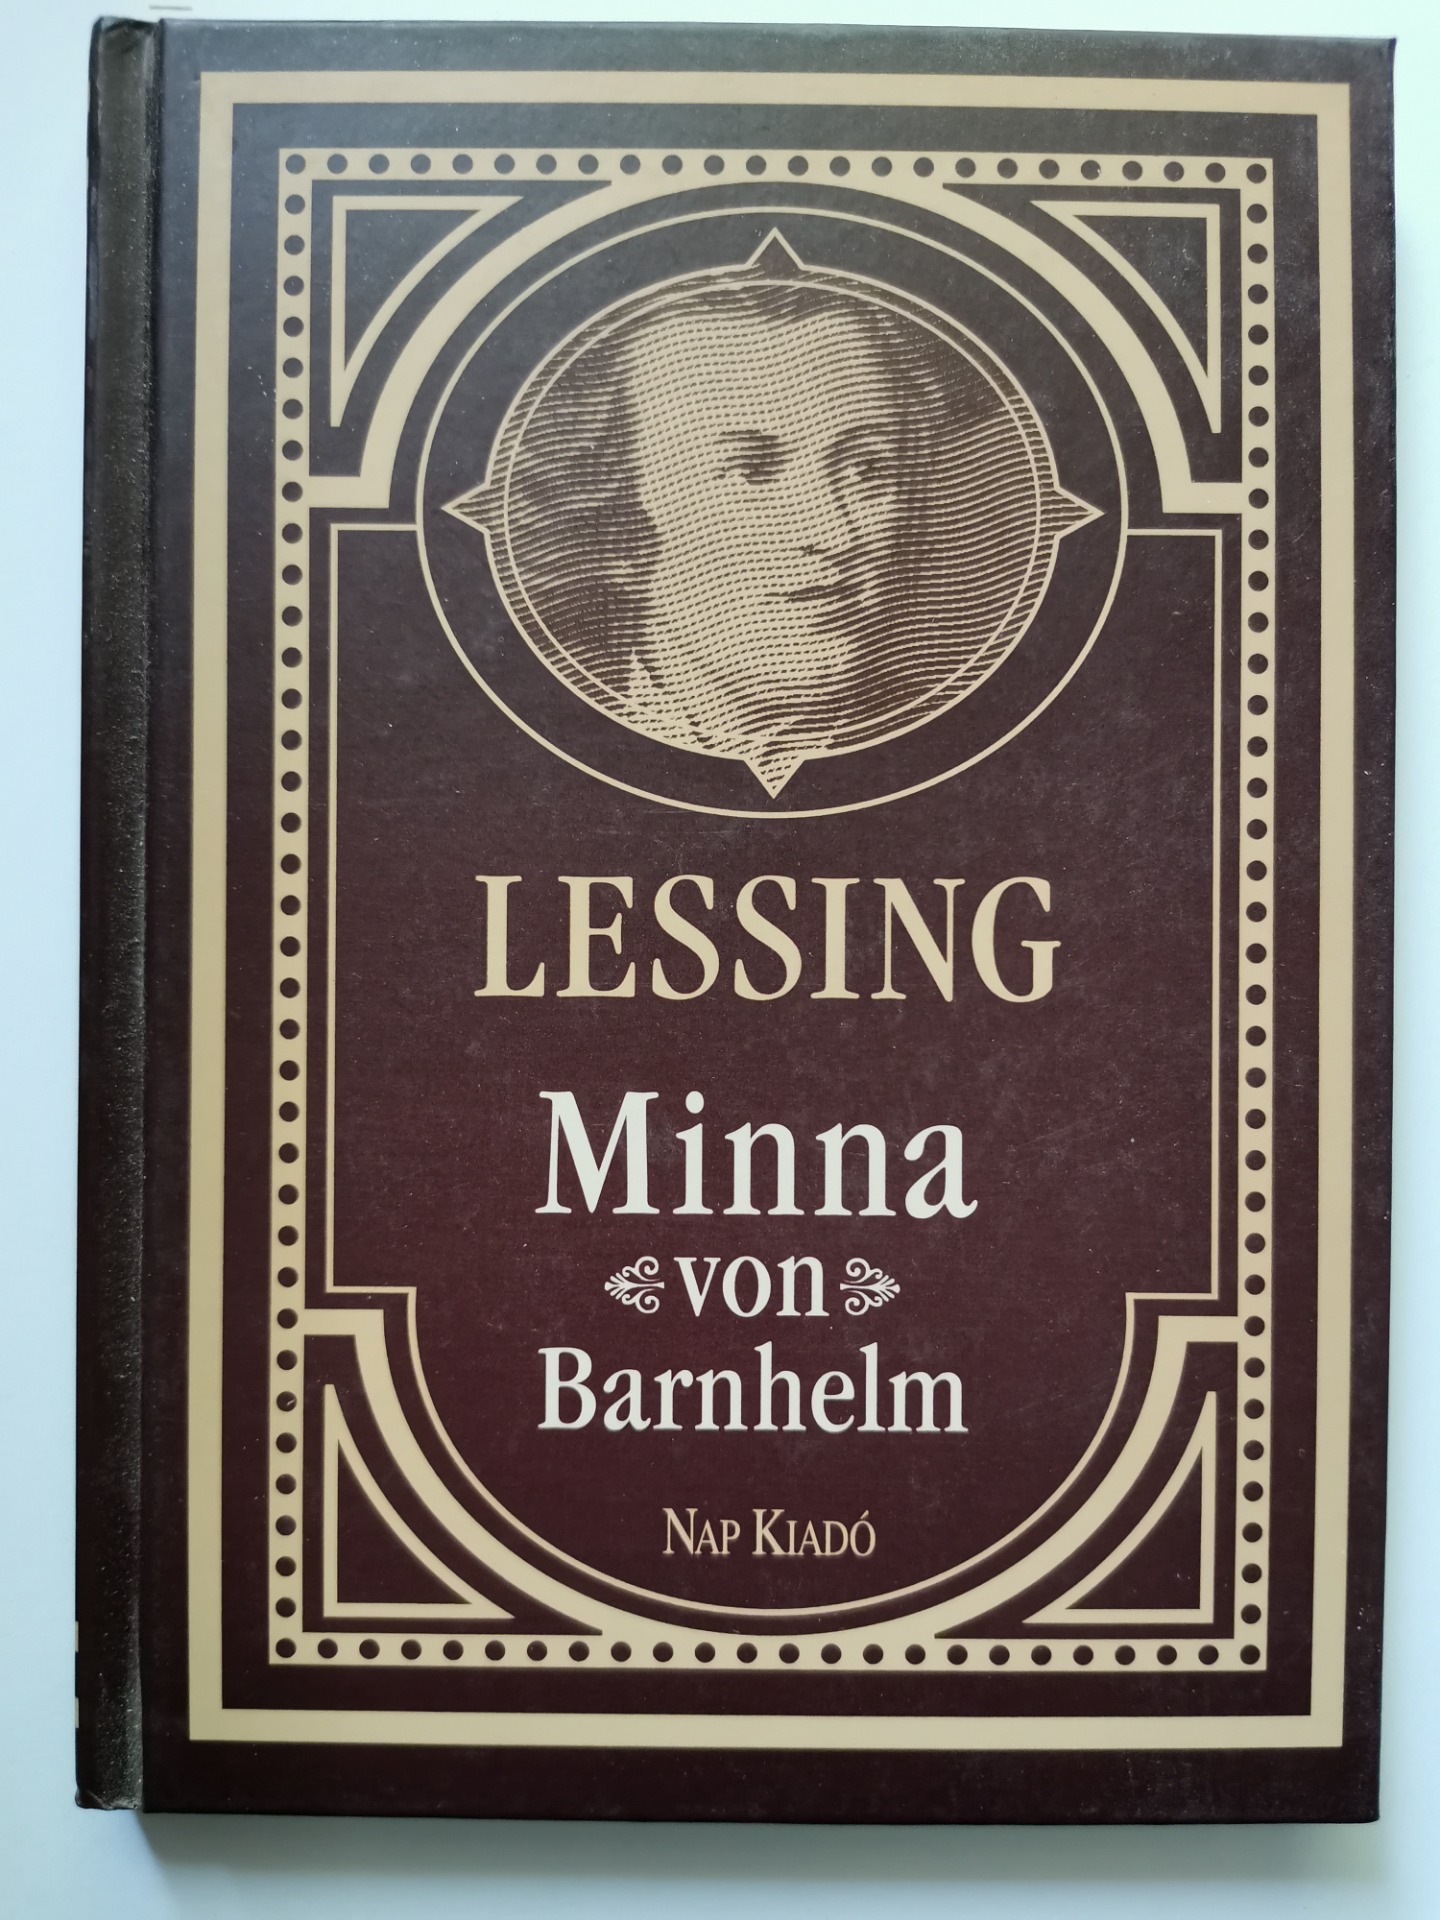 LESSING
Minna
von
Barnhelm
NAP KIADÓ